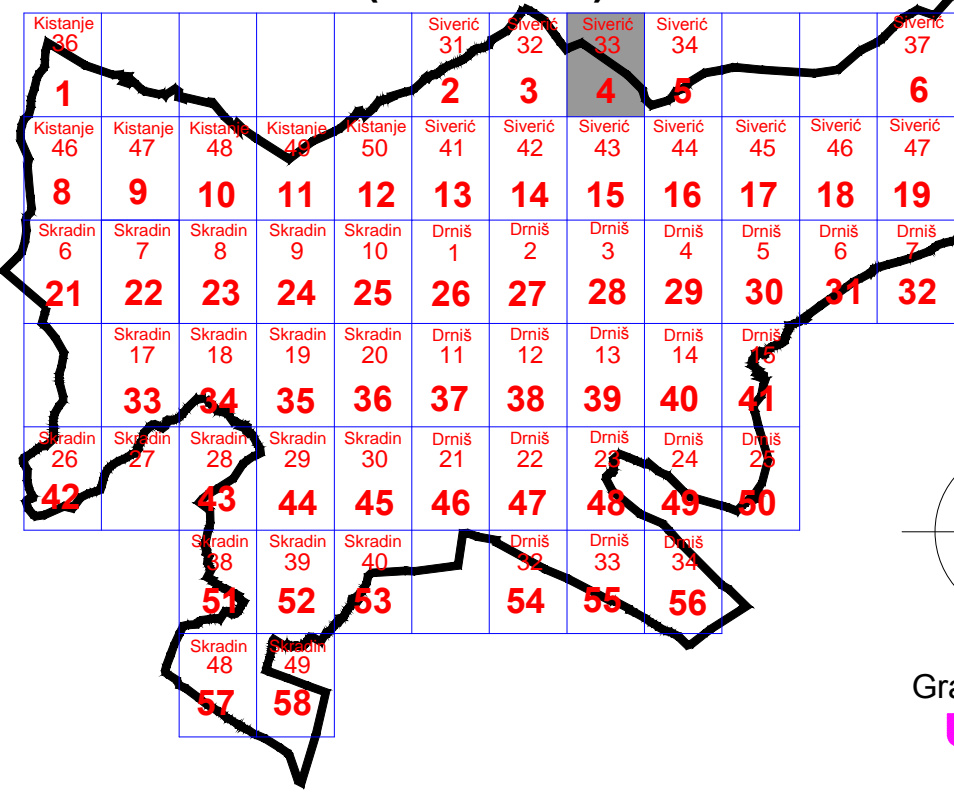 Kistanje Siverić Siverić Siverić Siverić Siverić
36 31 32 33 34 37
1 2 3 4 5 6
Kistanje Kistanje Kistanje Kistanje Kistanje Siverić Siverić Siverić Siverić Siverić Siverić Siverić
46 47 48 49 50 41 42 43 44 45 46 47
8 9 10 11 12 13 14 15 16 17 18 19
Skradin Skradin Skradin Skradin Skradin Drniš Drniš Drniš Drniš Drniš Drniš Drniš
6 7 8 9 10 1 2 3 4 5 6 7
21 22 23 24 25 26 27 28 29 30 31 32
Skradin Skradin Skradin Skradin Drniš Drniš Drniš Drniš Drniš
17 18 19 20 11 12 13 14 15
33 34 35 36 37 38 39 40 41
Skradin Skradin Skradin Skradin Skradin Drniš Drniš Drniš Drniš Drniš
26 27 28 29 30 21 22 23 24 25
42 43 44 45 46 47 48 49 50
Skradin Skradin Skradin Drniš Drniš Drniš
38 39 40 32 33 34
51 52 53 54 55 56
Skradin Skradin
48 49
57 58
Gra